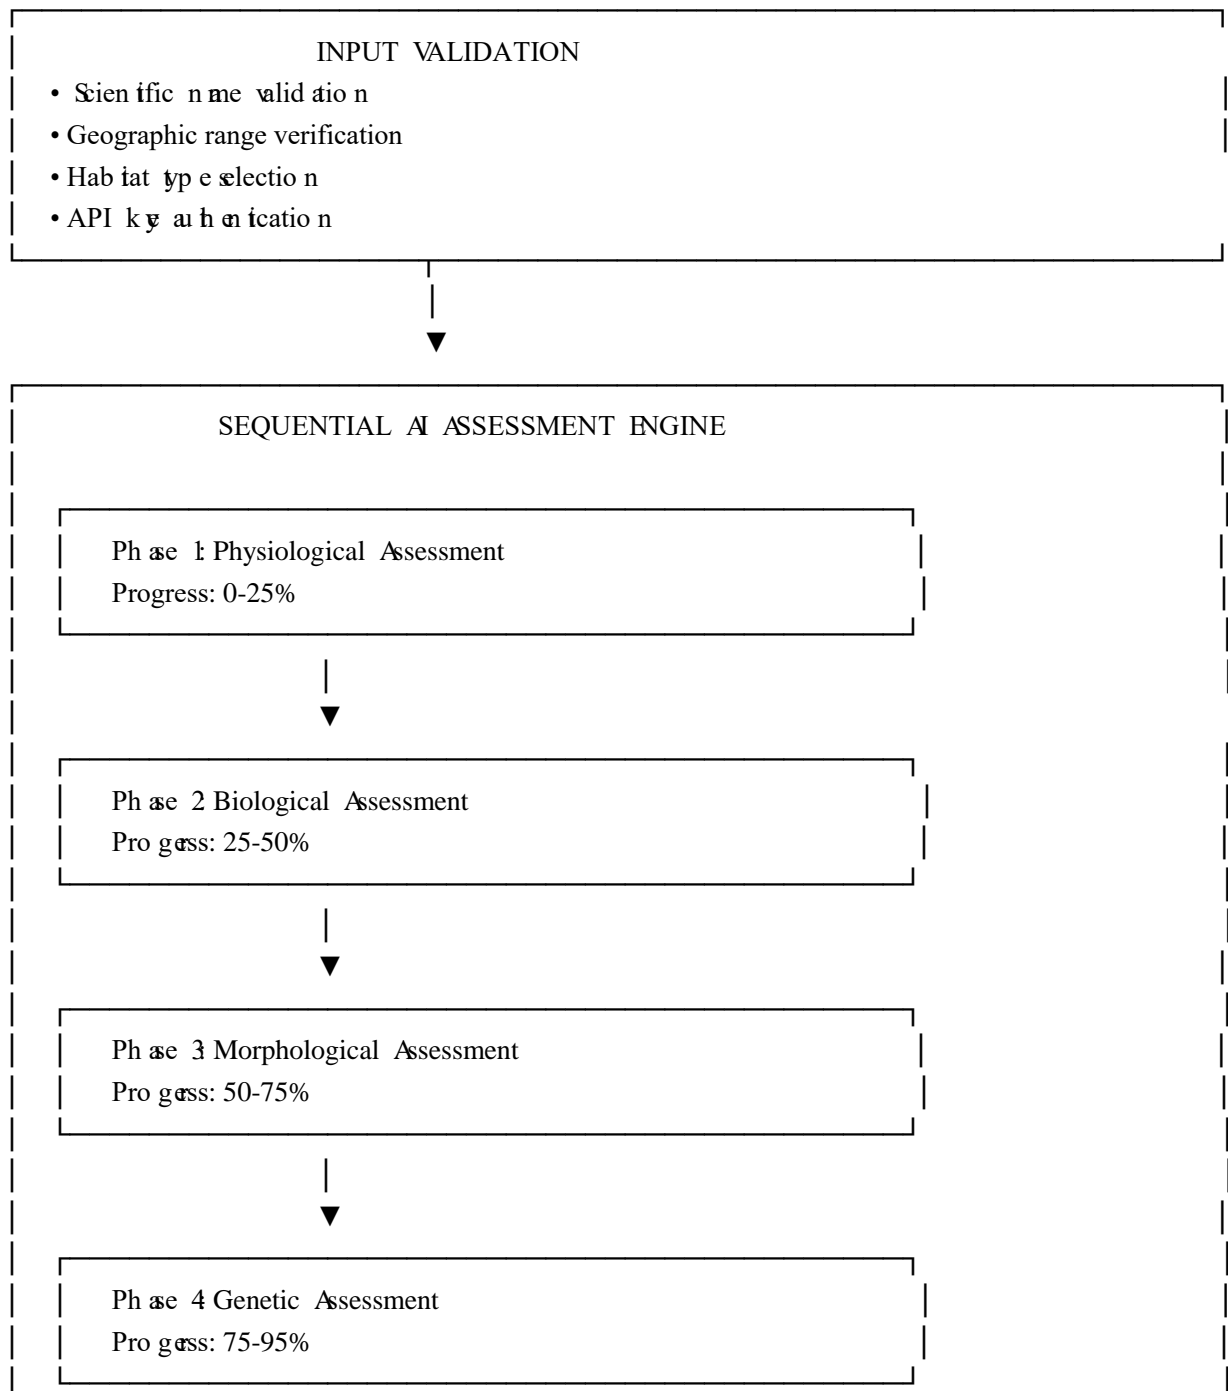 INPUT VALIDATION
• Scientific name validation
• Geographic range verification
• Habitat type selection
• API key authentication
▼
SEQUENTIAL AI ASSESSMENT ENGINE
Phase 1: Physiological Assessment
Progress: 0-25%
▼
Phase 2: Biological Assessment
Progress: 25-50%
▼
Phase 3: Morphological Assessment
Progress: 50-75%
▼
Phase 4: Genetic Assessment
Progress: 75-95%